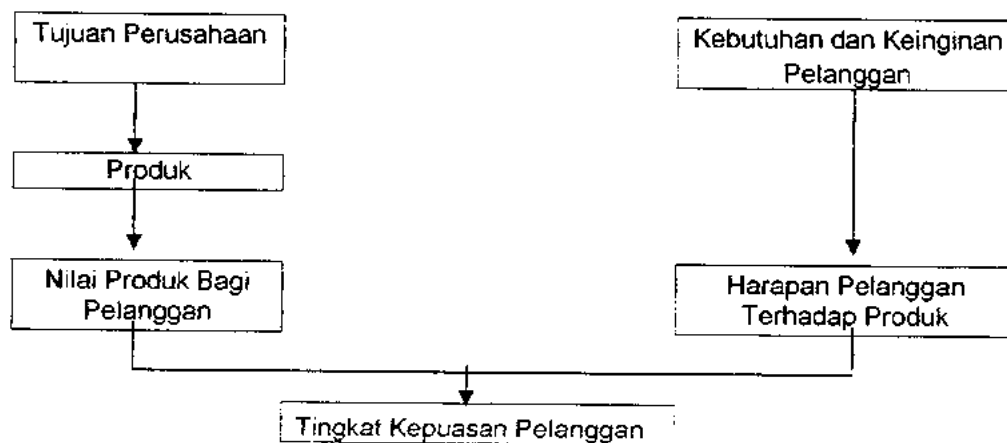 Tujuan Perusahaan
Kebutuhan dan Keinginan
Pelanggan
Produk
Nilai Produk Bagi
Pelanggan
Harapan Pelanggan
Terhadap Produk
Tingkat Kepuasan Pelanggan